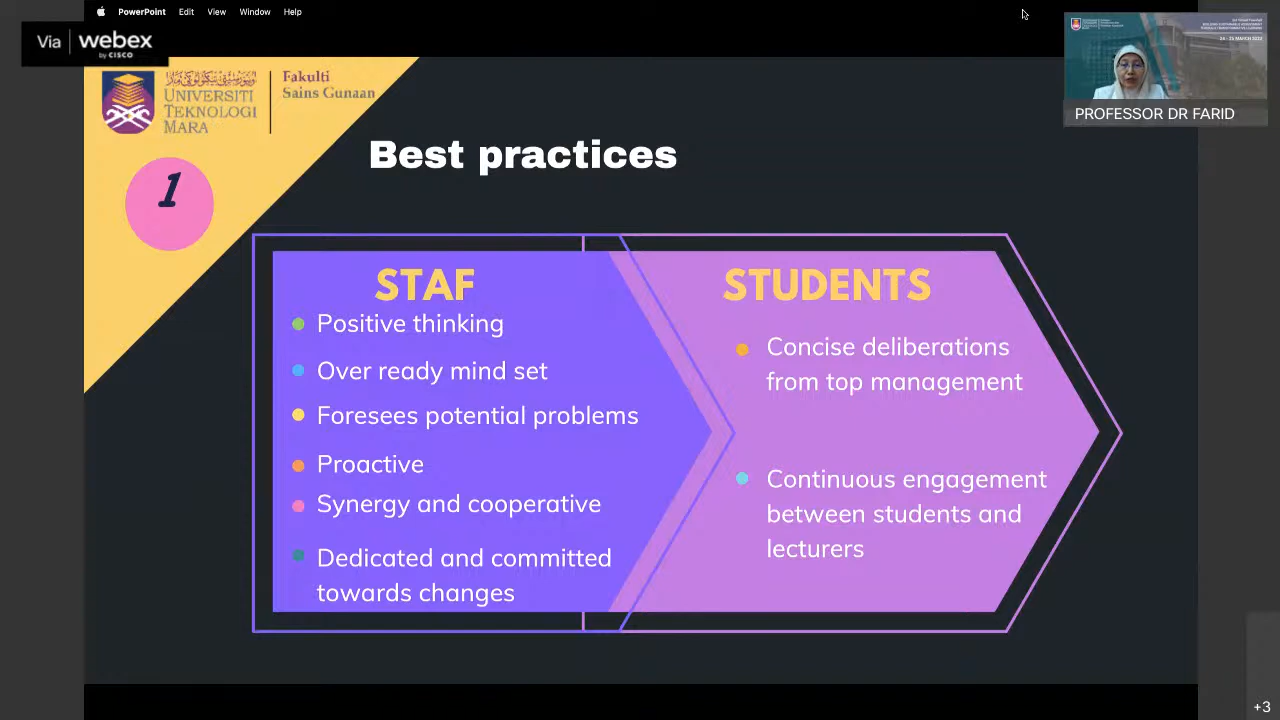 PowerPoint Edit View Window Help
Via webex
by CISCO
UNIVERSITI
TEKNOLOGI
MARA
Fakulti
Sains Gunaan
PROFESSOR DR FARID
1
Best practices
STAF
Positive thinking
Over ready mind set
Foresees potential problems
Proactive
Synergy and cooperative
Dedicated and committed
towards changes
STUDENTS
Concise deliberations
from top management
Continuous engagement
between students and
lecturers
+3